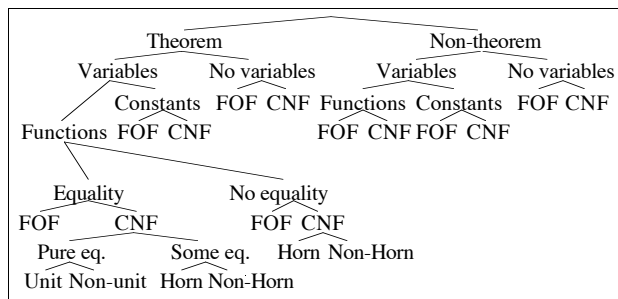 Theorem Non-theorem
Variables No variables Variables No variables
Constants FOF CNF Functions Constants FOF CNF
Functions FOF CNF FOF CNF FOF CNF
Equality No equality
FOF CNF FOF CNF
Pure eq. Some eq. Horn Non-Horn
Unit Non-unit Horn Non-Horn